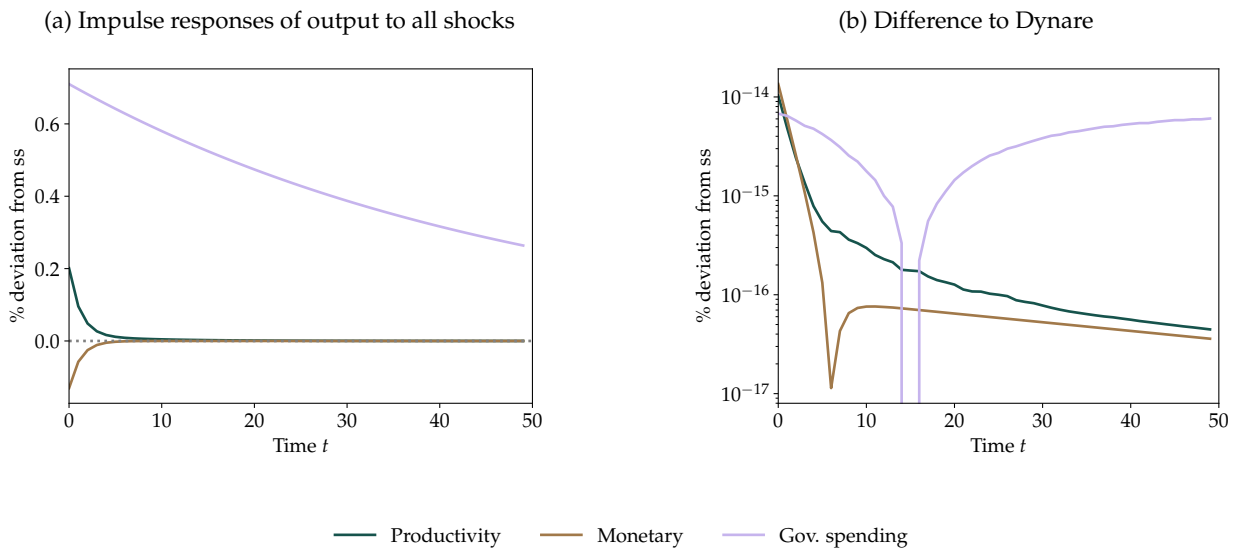 (a) Impulse responses of output to all shocks
% deviation from ss
0.6
0.4
0.2
0.0
0 10 20 30 40 50
Time t
(b) Difference to Dynare
% deviation from ss
10⁻¹⁴
10⁻¹⁵
10⁻¹⁶
10⁻¹⁷
0 10 20 30 40 50
Time t
Productivity Monetary Gov. spending